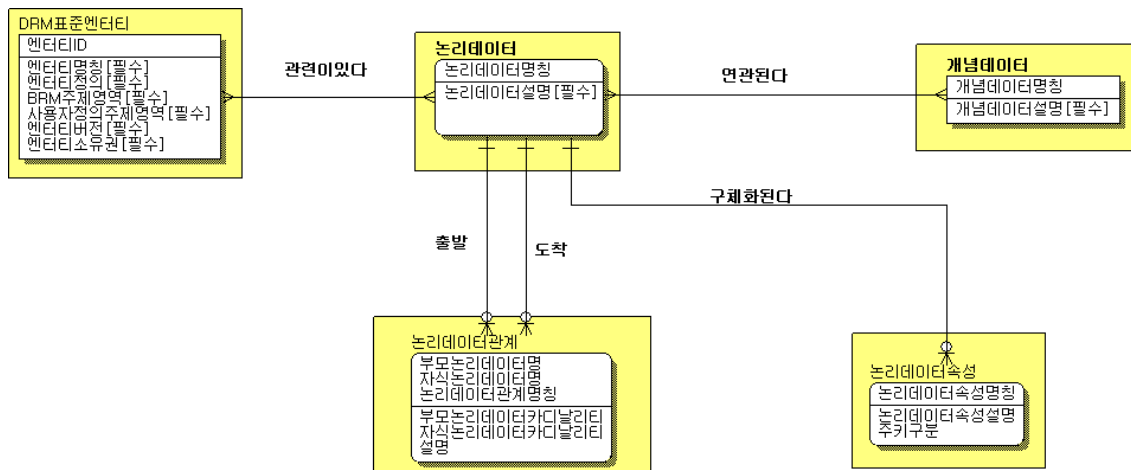 DRM표준엔터티
엔터티ID
엔터티명칭[필수]
엔터티정의[필수]
BRM주제영역[필수]
사용자정의주제영역[필수]
엔터티버전[필수]
엔터티소유권[필수]
관련이있다
논리데이터
논리데이터명칭
논리데이터설명[필수]
연관된다
개념데이터
개념데이터명칭
개념데이터설명[필수]
구체화된다
출발
도착
논리데이터관계
부모논리데이터명
자식논리데이터명
논리데이터관계명칭
부모논리데이터카디날리티
자식논리데이터카디날리티
설명
논리데이터속성
논리데이터속성명칭
논리데이터속성설명
주키구분